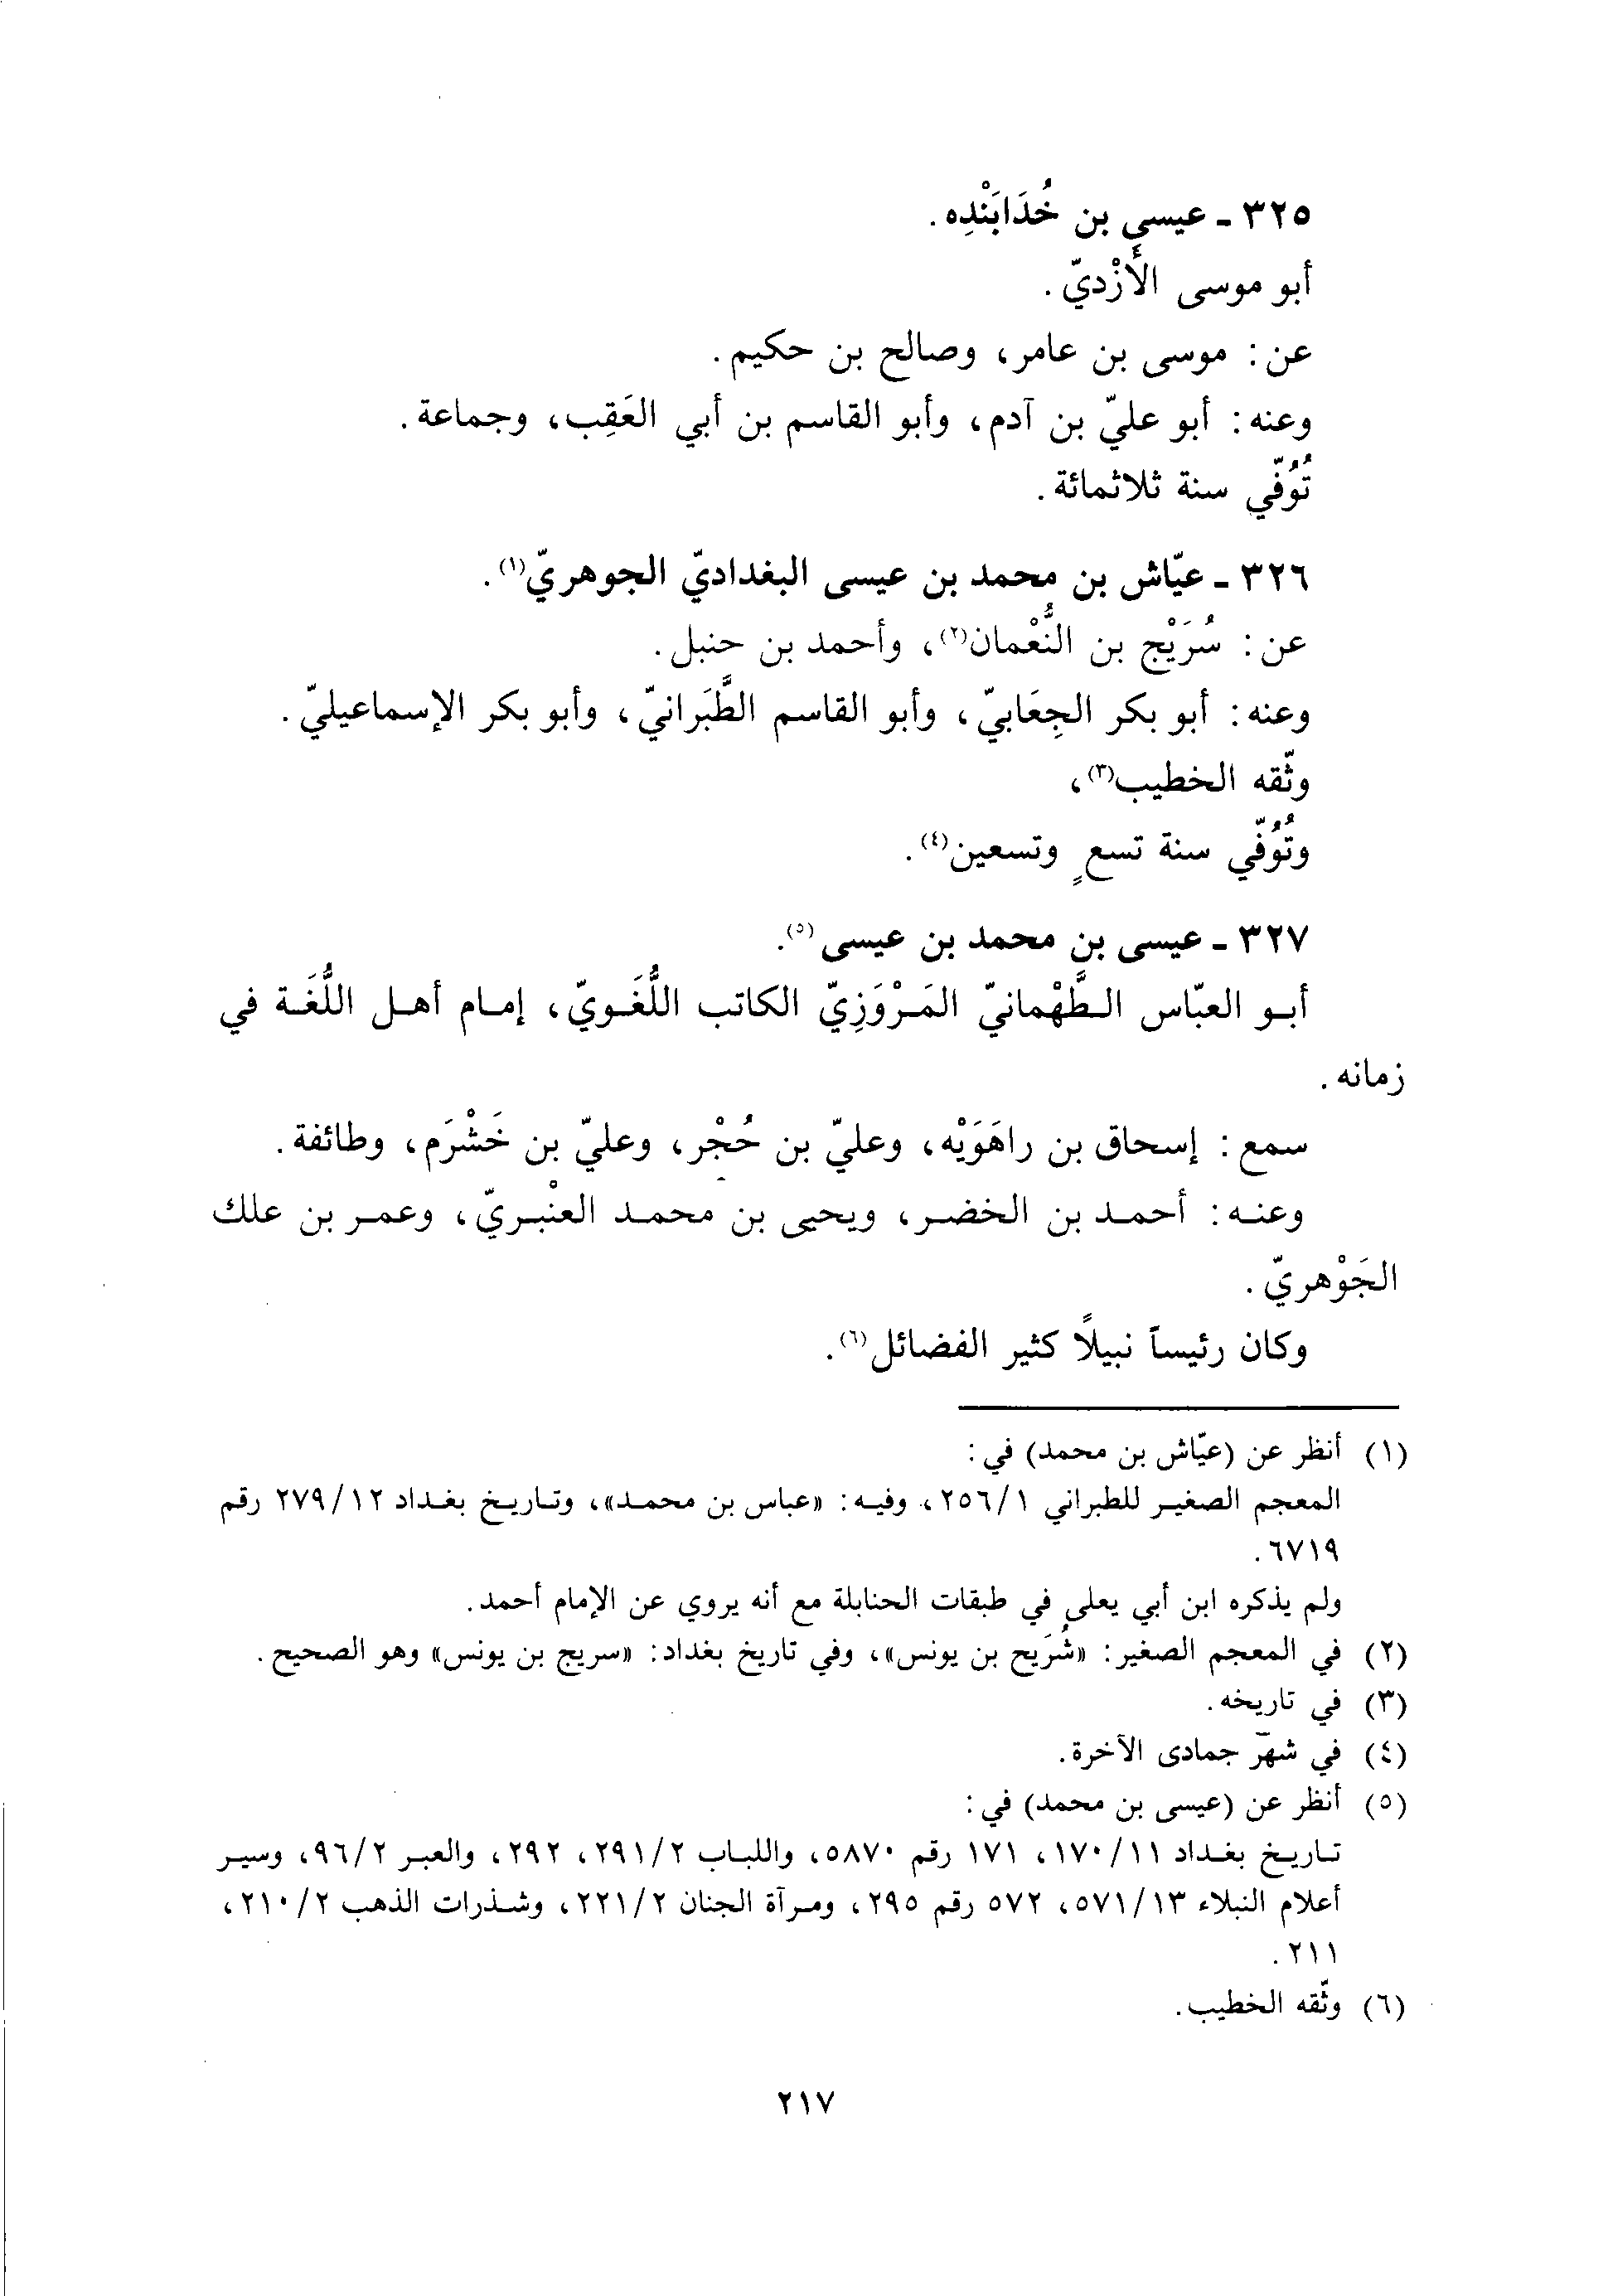 ٣٢٥ - عيسى بن خُدَابَنْدِه.
أبو موسى الأَزْديّ.
عن: موسى بن عامر، وصالح بن حكيم.
وعنه: أبو عليّ بن آدم، وأبو القاسم بن أبي العَقِب، وجماعة.
تُوُفّي سنة ثلاثمائة.
٣٢٦ - عيّاش بن محمد بن عيسى البغداديّ الجوهريّ(١).
عن: سُرَيْج بن النُّعْمان(٢)، وأحمد بن حنبل.
وعنه: أبو بكر الجِعَابيّ، وأبو القاسم الطَّبَرانيّ، وأبو بكر الإسماعيليّ.
وثّقه الخطيب(٣)،
وتُوُفّي سنة تسعٍ وتسعين(٤).
٣٢٧ - عيسى بن محمد بن عيسى(٥).
أبو العبّاس الطَّهْمانيّ المَرْوَزِيّ الكاتب اللُّغَويّ، إمام أهل اللُّغَة في
زمانه.
سمع: إسحاق بن راهَوَيْه، وعليّ بن حُجْر، وعليّ بن خَشْرَم، وطائفة.
وعنه: أحمد بن الخضر، ويحيى بن محمد العنْبريّ، وعمر بن علك
الجَوْهريّ.
وكان رئيساً نبيلًا كثير الفضائل(٦).
(١) أنظر عن (عيّاش بن محمد) في:
المعجم الصغير للطبراني ٢٥٦/١، وفيه: «عباس بن محمد»، وتاريخ بغداد ٢٧٩/١٢ رقم
٦٧١٩.
ولم يذكره ابن أبي يعلى في طبقات الحنابلة مع أنه يروي عن الإمام أحمد.
(٢) في المعجم الصغير: «شُرَيح بن يونس»، وفي تاريخ بغداد: «سريج بن يونس» وهو الصحيح.
(٣) في تاريخه.
(٤) في شهر جمادى الآخرة.
(٥) أنظر عن (عيسى بن محمد) في:
تاريخ بغداد ١٧٠/١١، ١٧١ رقم ٥٨٧٠، واللباب ٢٩١/٢، ٢٩٢، والعبر ٩٦/٢، وسير
أعلام النبلاء ٥٧١/١٣، ٥٧٢ رقم ٢٩٥، ومرآة الجنان ٢٢١/٢، وشذرات الذهب ٢١٠/٢،
٢١١.
(٦) وثّقه الخطيب.
٢١٧